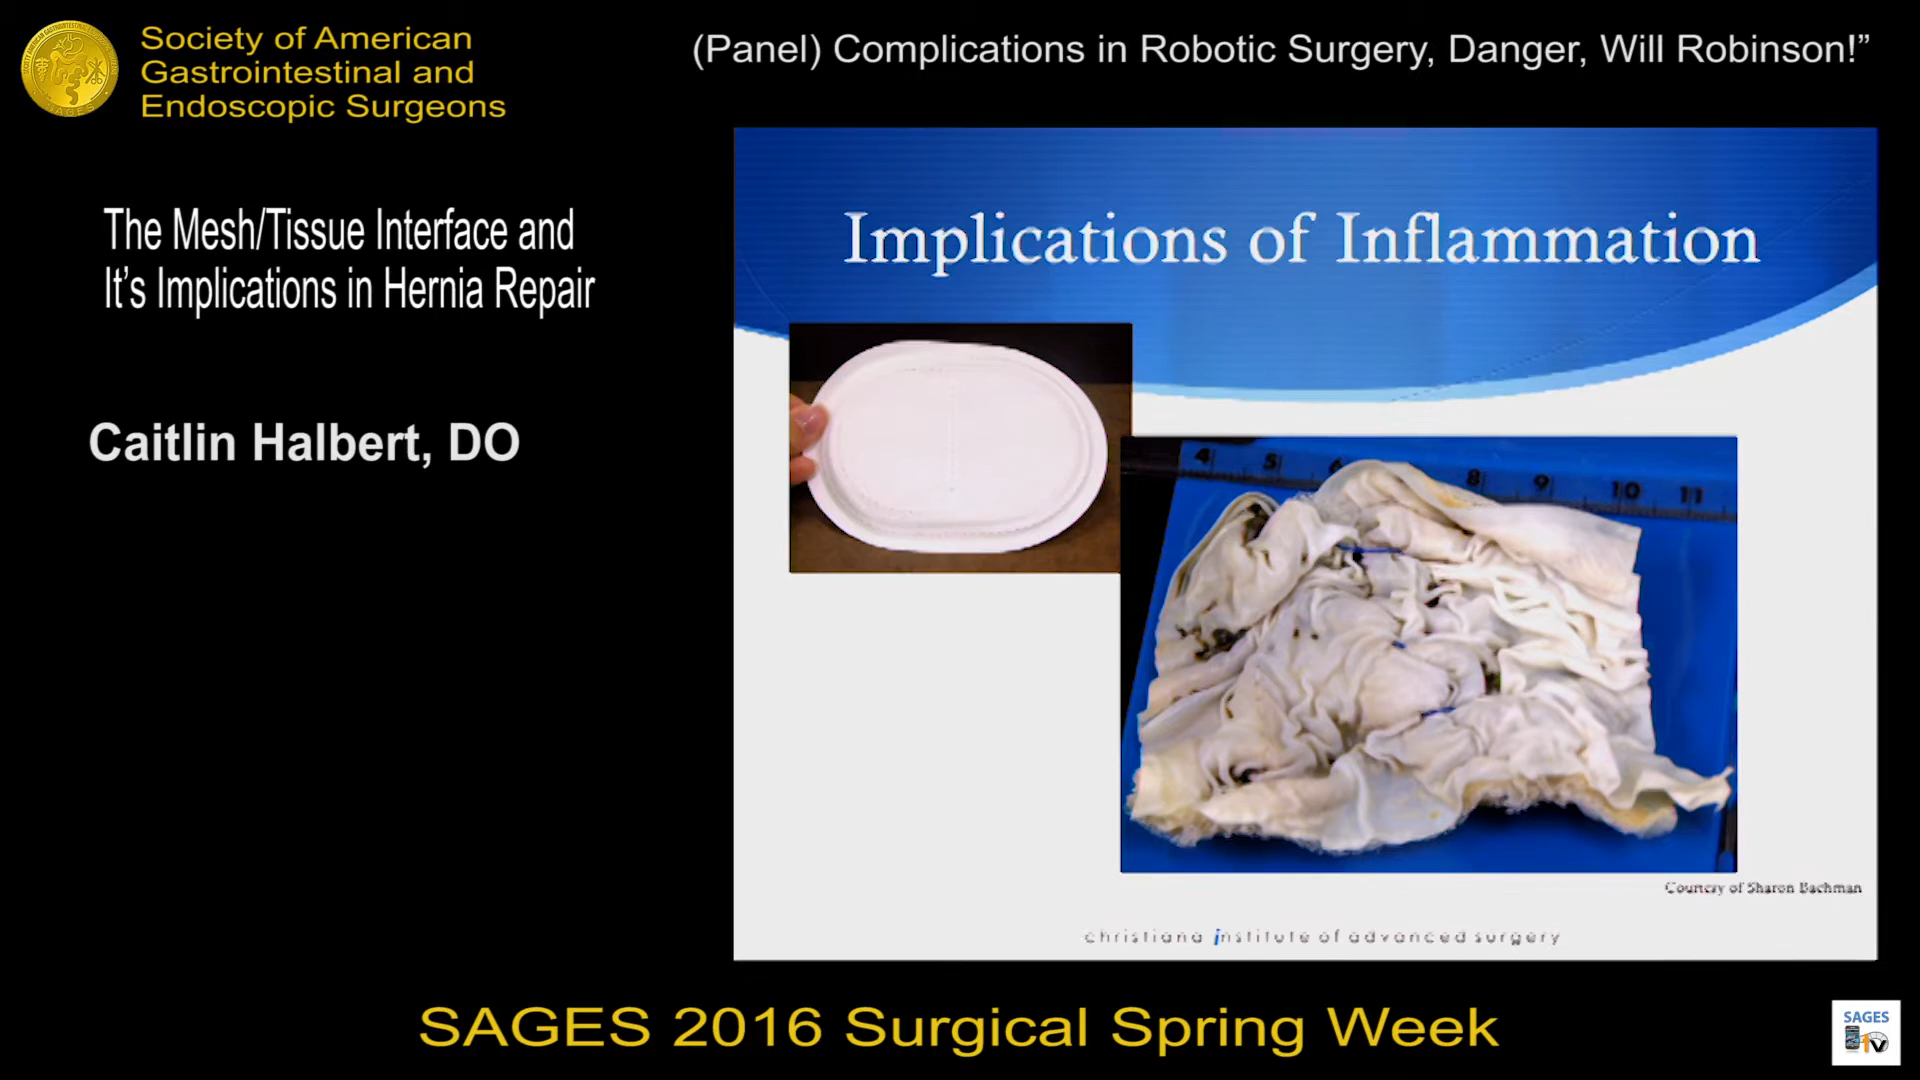 Society of American
Gastrointestinal and
Endoscopic Surgeons
(Panel) Complications in Robotic Surgery, Danger, Will Robinson!”
The Mesh/Tissue Interface and
It’s Implications in Hernia Repair
Caitlin Halbert, DO
Implications of Inflammation
4 5 6 8 9 10 11
Courtesy of Sharon Bachman
christiana institute of advanced surgery
SAGES 2016 Surgical Spring Week
SAGES
TV